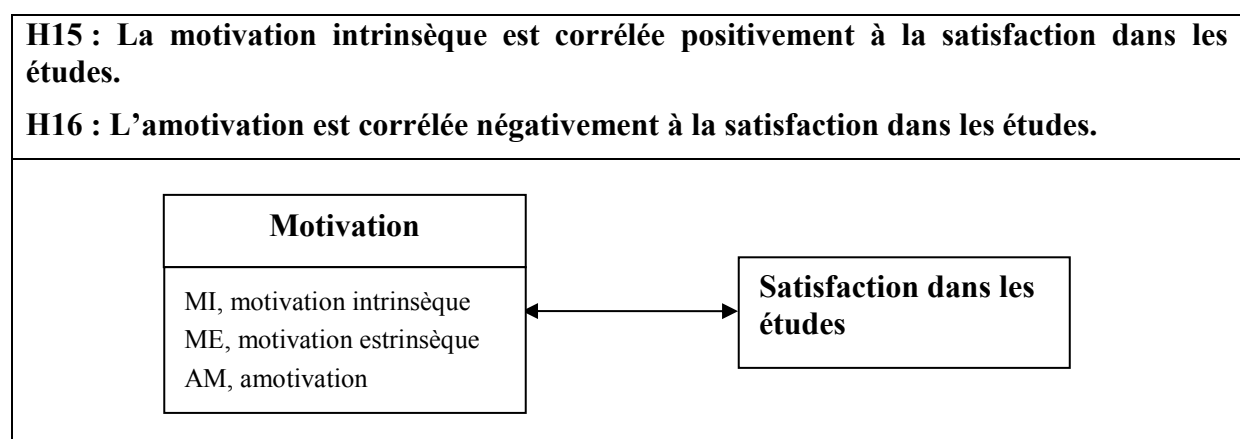 H15 : La motivation intrinsèque est corrélée positivement à la satisfaction dans les
études.
H16 : L’amotivation est corrélée négativement à la satisfaction dans les études.
Motivation
MI, motivation intrinsèque
ME, motivation estrinsèque
AM, amotivation
Satisfaction dans les
études